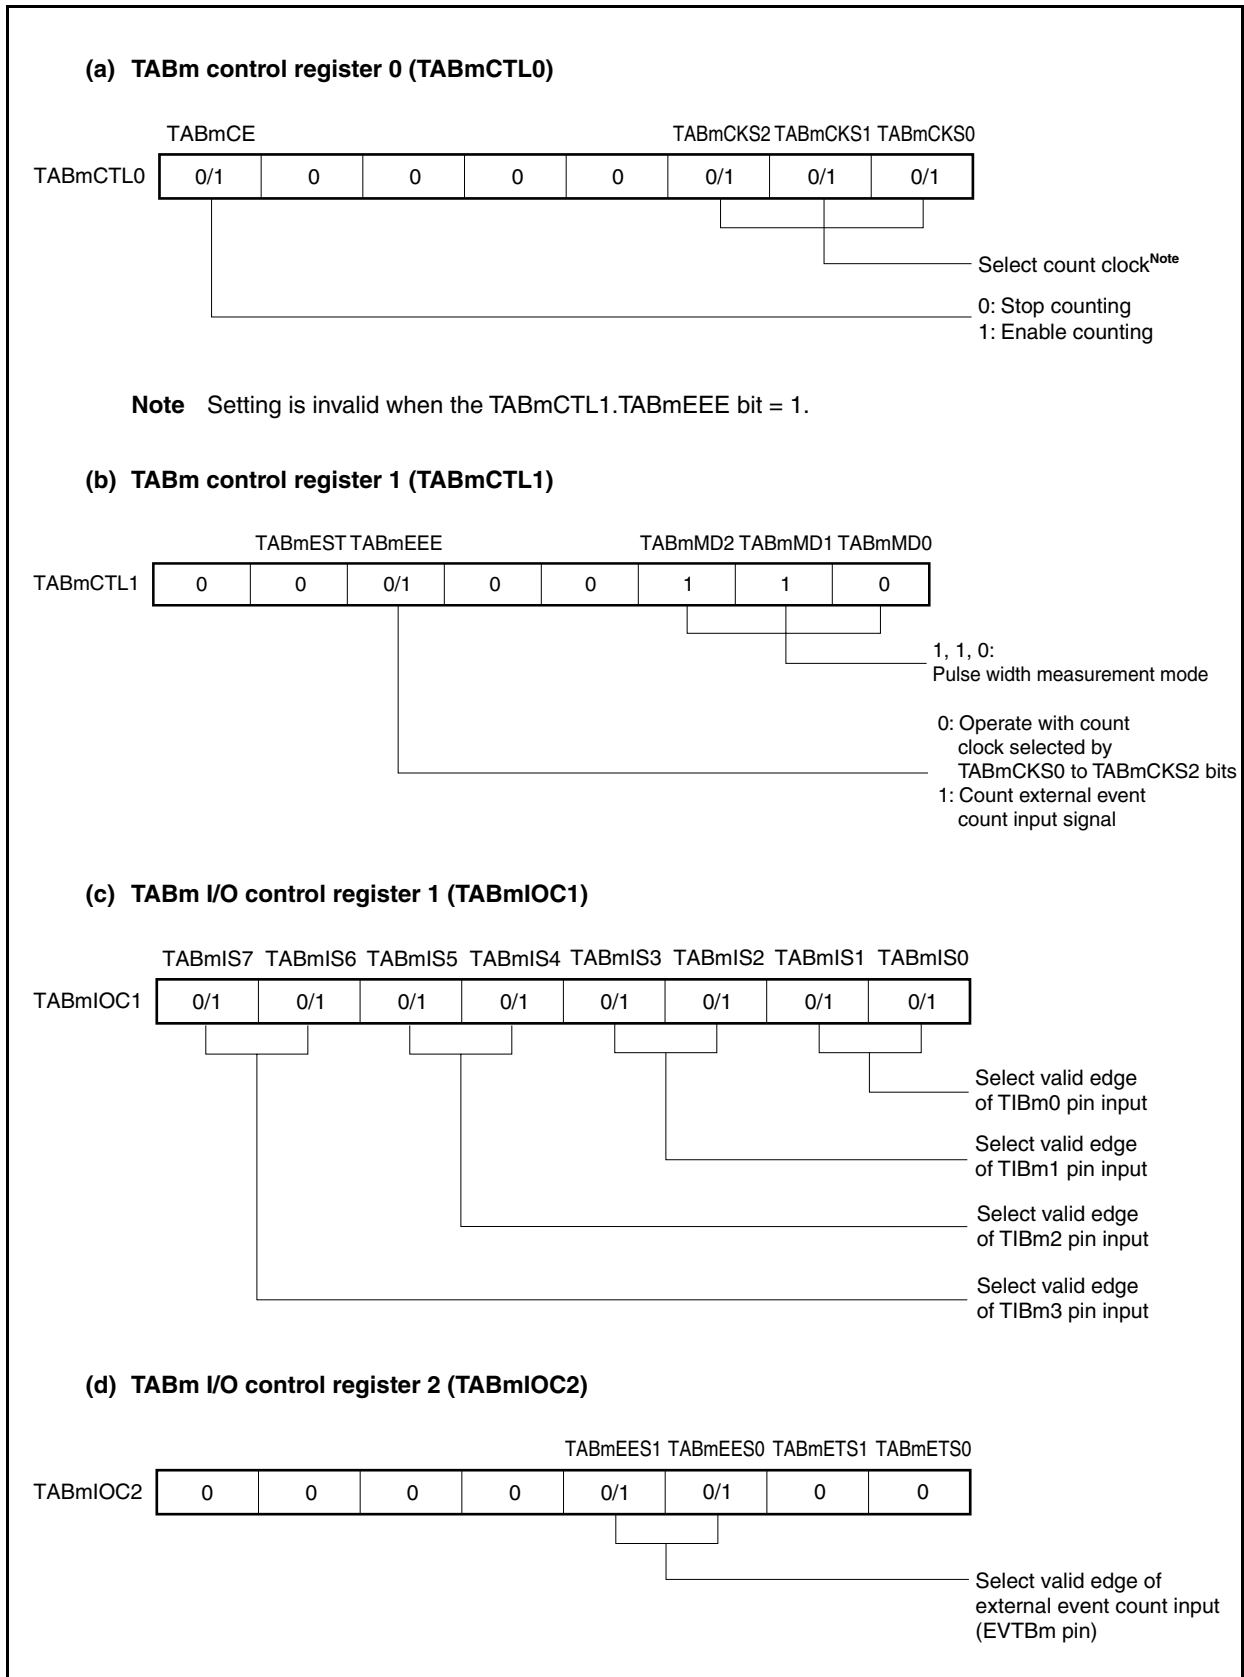 (a) TABm control register 0 (TABmCTL0)
TABmCE TABmCKS2 TABmCKS1 TABmCKS0
TABmCTL0 0/1 0 0 0 0 0/1 0/1 0/1
Select count clockNote
0: Stop counting
1: Enable counting
Note Setting is invalid when the TABmCTL1.TABmEEE bit = 1.
(b) TABm control register 1 (TABmCTL1)
TABmEST TABmEEE TABmMD2 TABmMD1 TABmMD0
TABmCTL1 0 0 0/1 0 0 1 1 0
1, 1, 0:
Pulse width measurement mode
0: Operate with count
clock selected by
TABmCKS0 to TABmCKS2 bits
1: Count external event
count input signal
(c) TABm I/O control register 1 (TABmIOC1)
TABmIS7 TABmIS6 TABmIS5 TABmIS4 TABmIS3 TABmIS2 TABmIS1 TABmIS0
TABmIOC1 0/1 0/1 0/1 0/1 0/1 0/1 0/1 0/1
Select valid edge
of TIBm0 pin input
Select valid edge
of TIBm1 pin input
Select valid edge
of TIBm2 pin input
Select valid edge
of TIBm3 pin input
(d) TABm I/O control register 2 (TABmIOC2)
TABmEES1 TABmEES0 TABmETS1 TABmETS0
TABmIOC2 0 0 0 0 0/1 0/1 0 0
Select valid edge of
external event count input
(EVTBm pin)